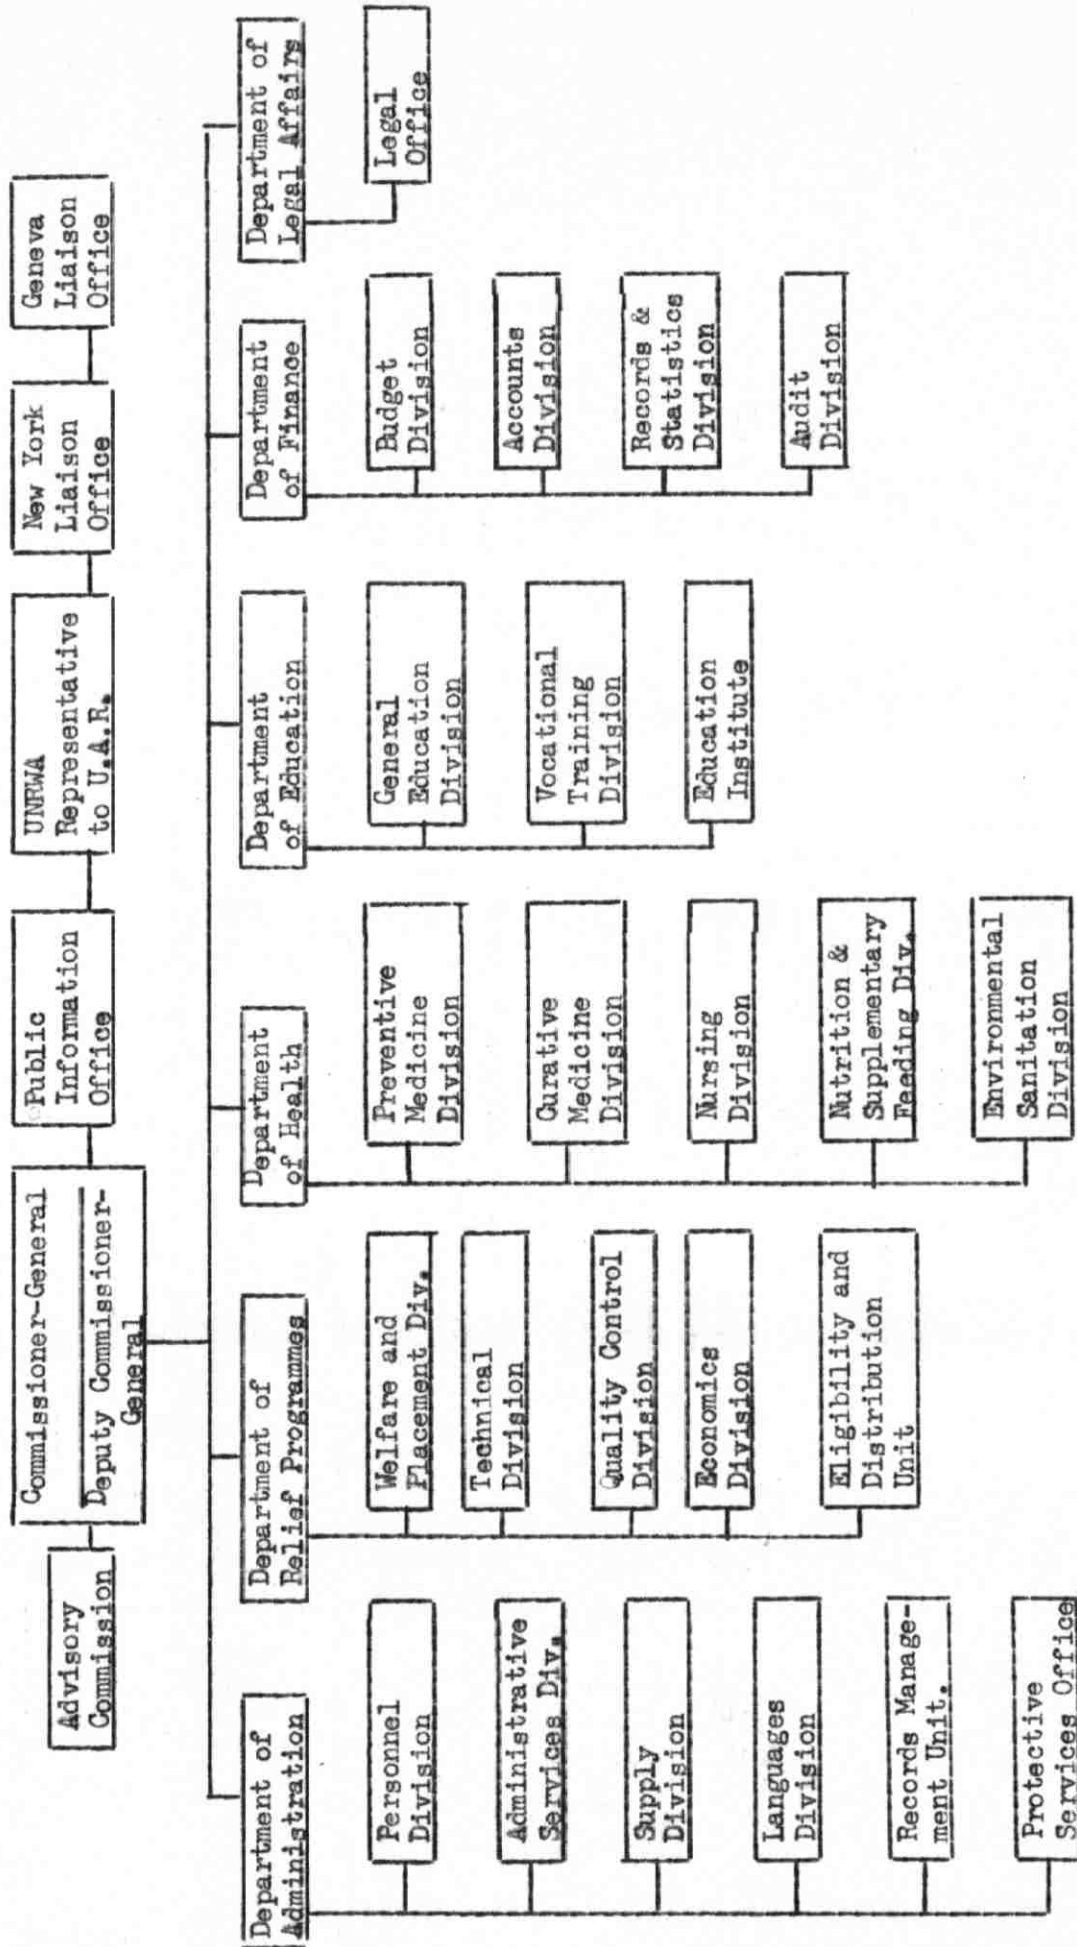 Advisory
Commission
Commissioner-General
Deputy Commissioner-
General
Public
Information
Office
UNRWA
Representative
to U.A.R.
New York
Liaison
Office
Geneva
Liaison
Office
Department of
Administration
Personnel
Division
Administrative
Services Div.
Supply
Division
Languages
Division
Records Manage-
ment Unit.
Protective
Services Office
Department of
Relief Programmes
Welfare and
Placement Div.
Technical
Division
Quality Control
Division
Economics
Division
Eligibility and
Distribution
Unit
Department
of Health
Preventive
Medicine
Division
Curative
Medicine
Division
Nursing
Division
Nutrition &
Supplementary
Feeding Div.
Environmental
Sanitation
Division
Department
of Education
General
Education
Division
Vocational
Training
Division
Education
Institute
Department
of Finance
Budget
Division
Accounts
Division
Records &
Statistics
Division
Audit
Division
Department of
Legal Affairs
Legal
Office